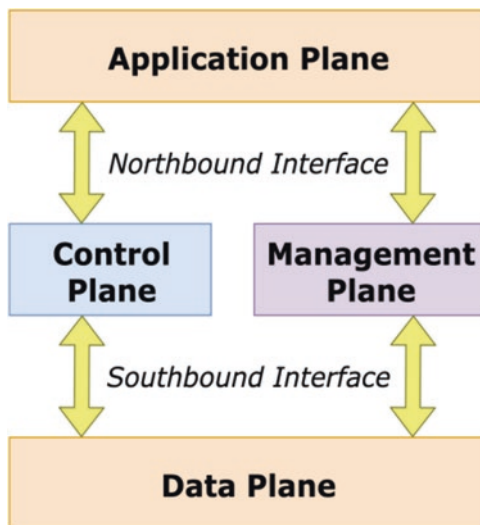 Application Plane
Northbound Interface
Control
Plane
Management
Plane
Southbound Interface
Data Plane